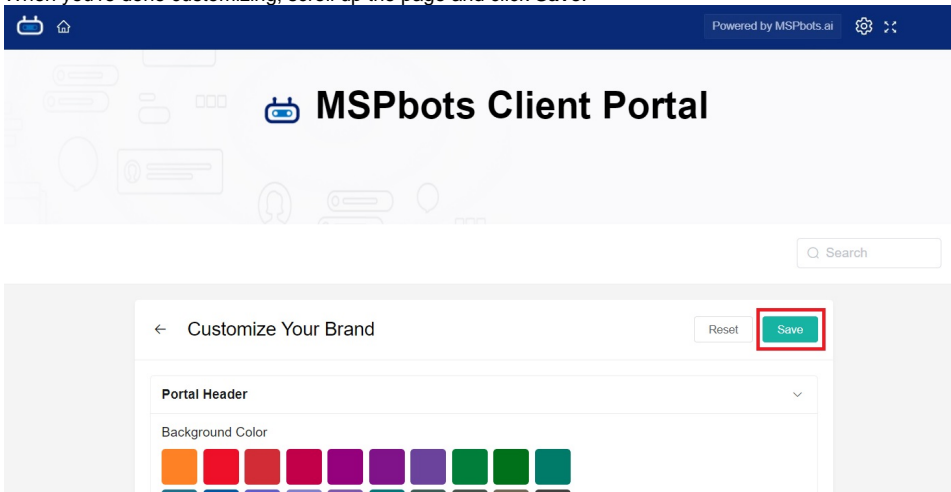 When you're done customizing, scroll up the page and click Save.
Powered by MSPbots.ai
MSPbots Client Portal
Search
Customize Your Brand
Reset
Save
Portal Header
Background Color